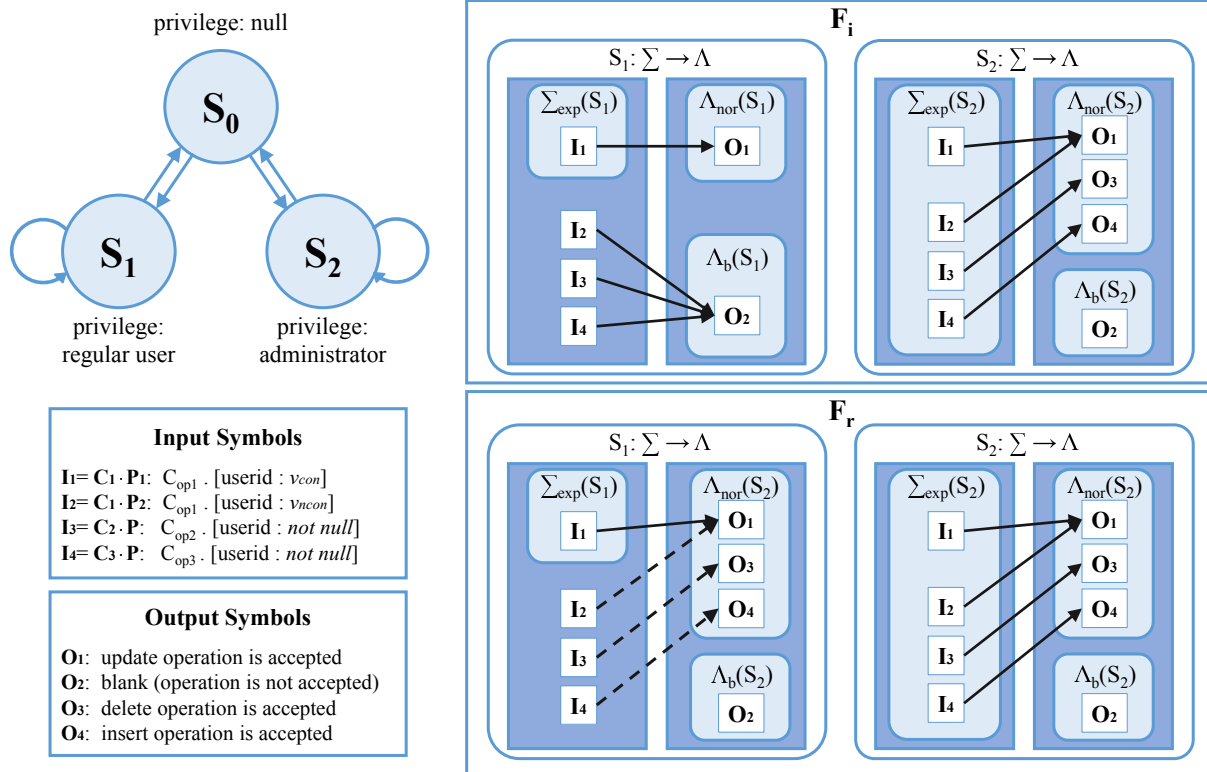 privilege: null
S0
S1
S2
privilege:
regular user
privilege:
administrator
Input Symbols
I1= C1 · P1: Cop1 . [userid : vcon]
I2= C1 · P2: Cop1 . [userid : vncon]
I3= C2 · P: Cop2 . [userid : not null]
I4= C3 · P: Cop3 . [userid : not null]
Output Symbols
O1: update operation is accepted
O2: blank (operation is not accepted)
O3: delete operation is accepted
O4: insert operation is accepted
Fi
S1: ∑ → Λ
∑exp(S1)
I1
I2
I3
I4
Λnor(S1)
O1
Λb(S1)
O2
S2: ∑ → Λ
∑exp(S2)
I1
I2
I3
I4
Λnor(S2)
O1
O3
O4
Λb(S2)
O2
Fr
S1: ∑ → Λ
∑exp(S1)
I1
I2
I3
I4
Λnor(S2)
O1
O3
O4
Λb(S2)
O2
S2: ∑ → Λ
∑exp(S2)
I1
I2
I3
I4
Λnor(S2)
O1
O3
O4
Λb(S2)
O2